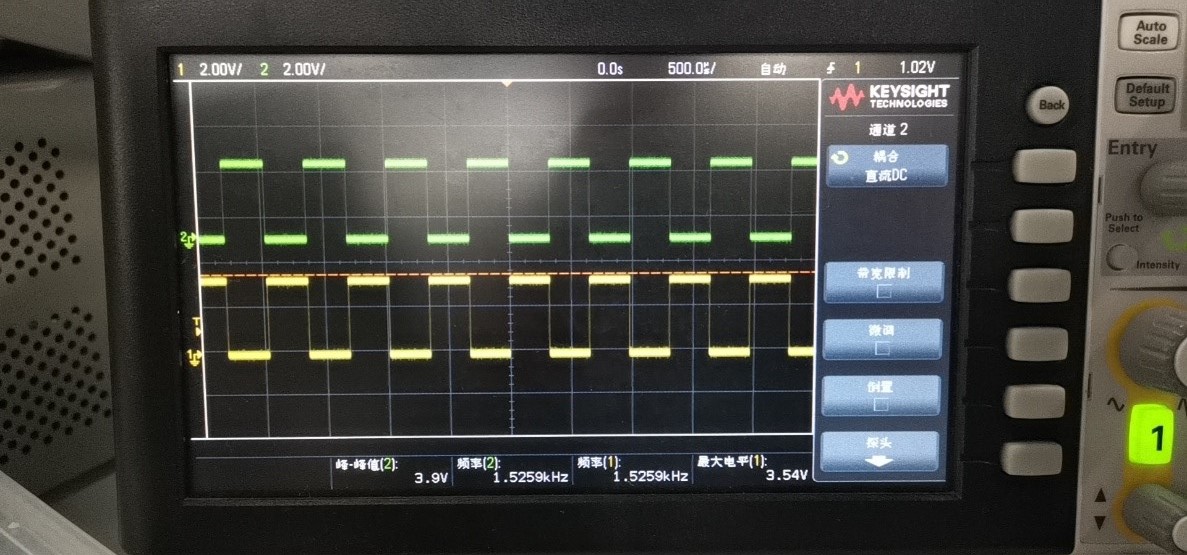 1 2.00V/ 2 2.00V/ 0.0s 500.0㎲/ 自动 1 1.02V
KEYSIGHT
TECHNOLOGIES
通道 2
耦合
直流DC
带宽限制
微调
倒置
探头
2
T
1
峰-峰值(2):
3.9V
频率(2):
1.5259kHz
频率(1):
1.5259kHz
最大电平(1):
3.54V
Back
Auto
Scale
Default
Setup
Entry
Push to
Select
Intensity
1